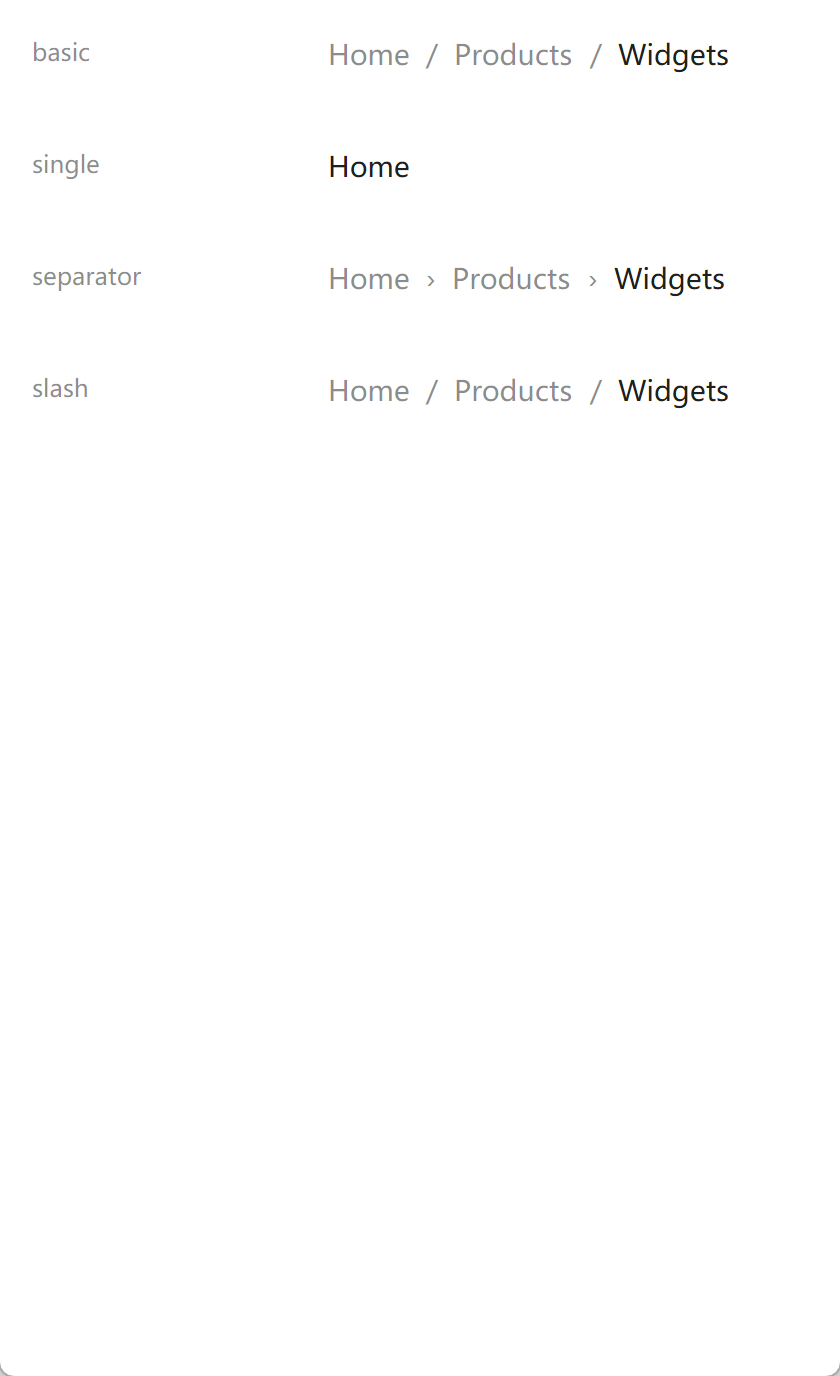 basic Home / Products / Widgets
single Home
separator Home › Products › Widgets
slash Home / Products / Widgets